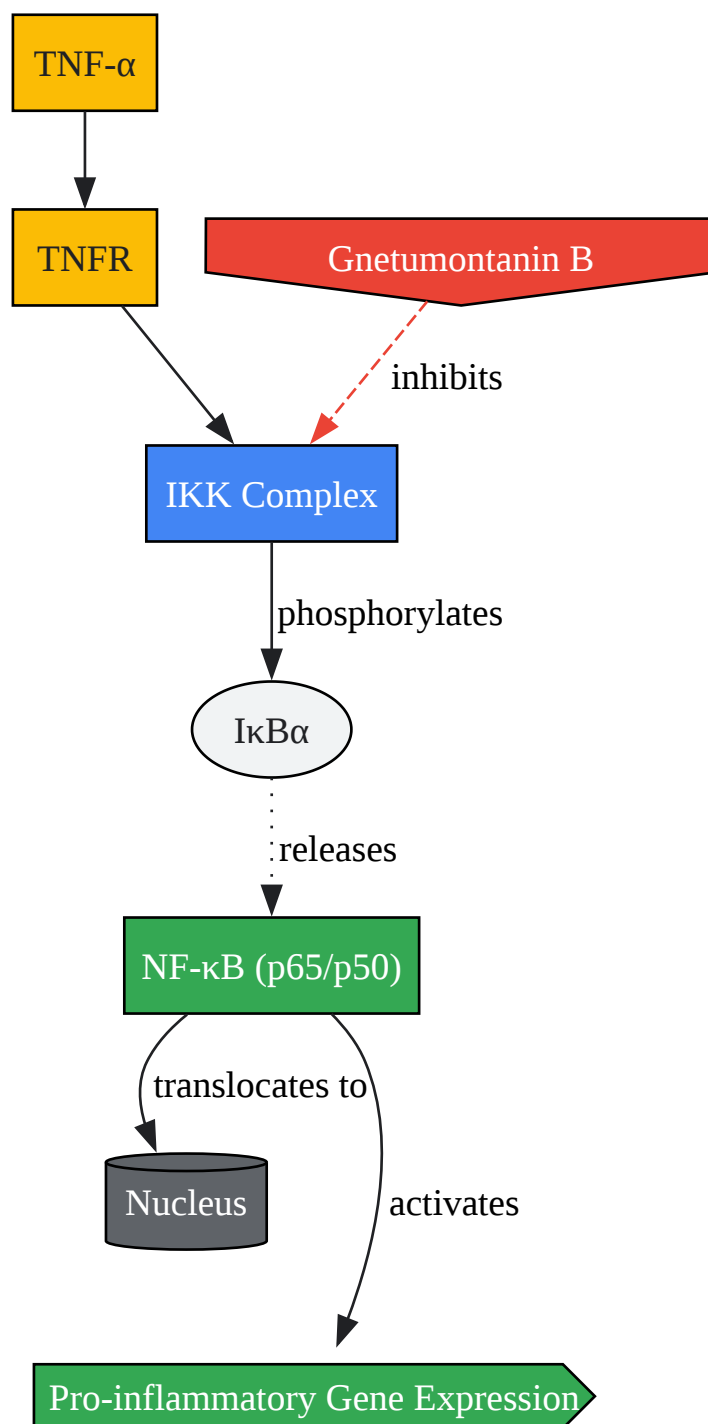 TNF-α
TNFR
Gnetumontanin B
inhibits
IKK Complex
phosphorylates
IκBα
releases
NF-κB (p65/p50)
translocates to
Nucleus
activates
Pro-inflammatory Gene Expression